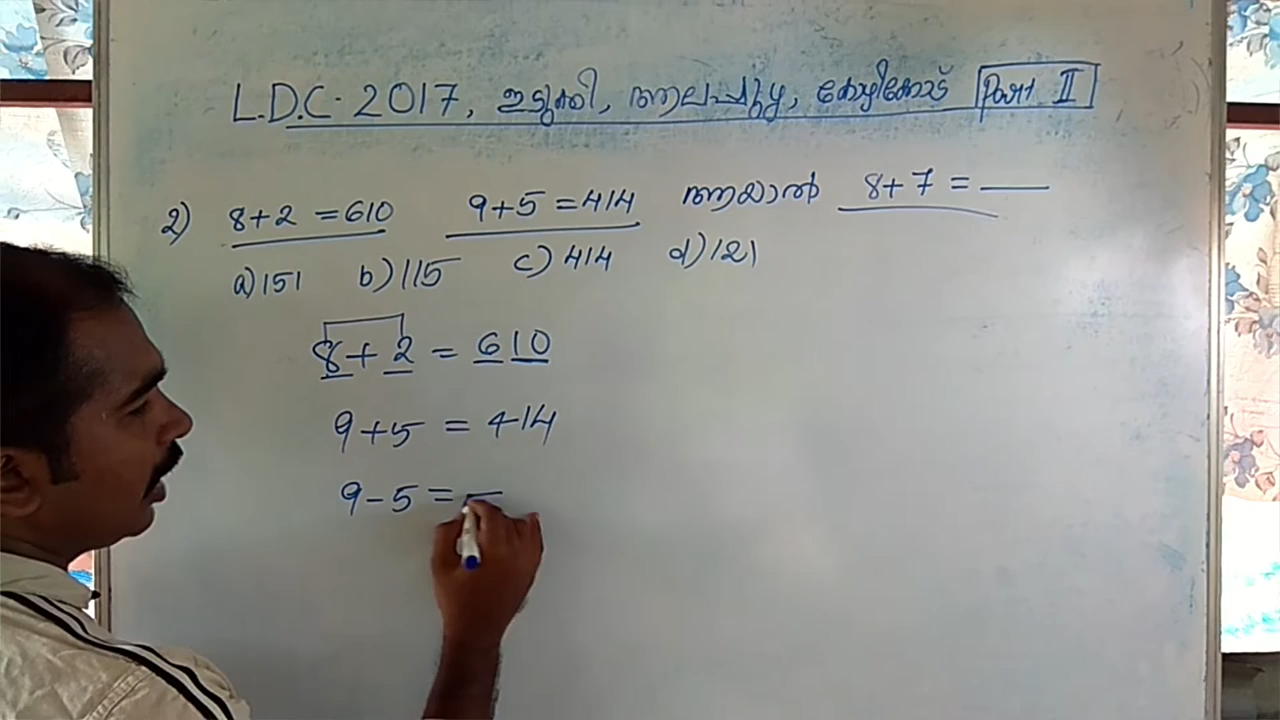 L.D.C. 2017, ഇടുക്കി, ആലപ്പുഴ, കോഴിക്കോട് Part II
2) 8+2 = 610 9+5 = 414 ആയാൽ 8+7 = ___
a) 151 b) 115 c) 414 d) 121
8 + 2 = 610
9 + 5 = 414
9 - 5 =